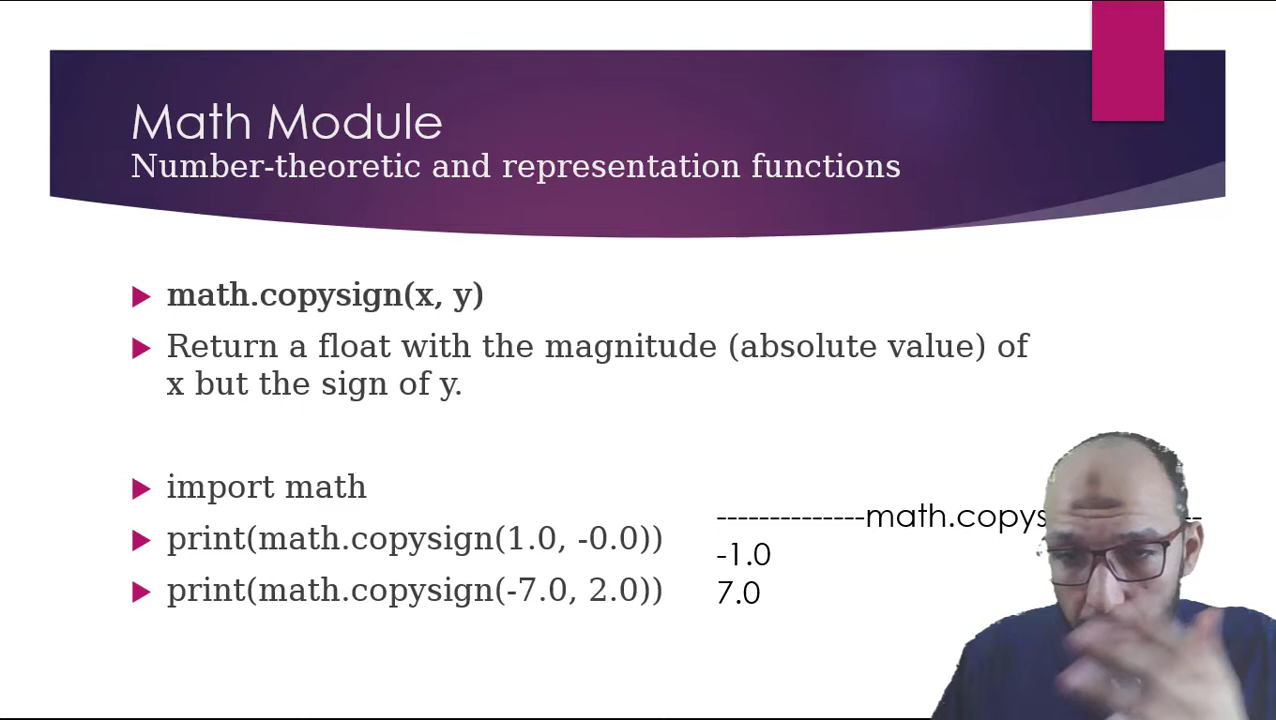 Math Module
Number-theoretic and representation functions
math.copysign(x, y)
Return a float with the magnitude (absolute value) of
x but the sign of y.
import math
print(math.copysign(1.0, -0.0))
print(math.copysign(-7.0, 2.0))
--------------math.copys
-1.0
7.0